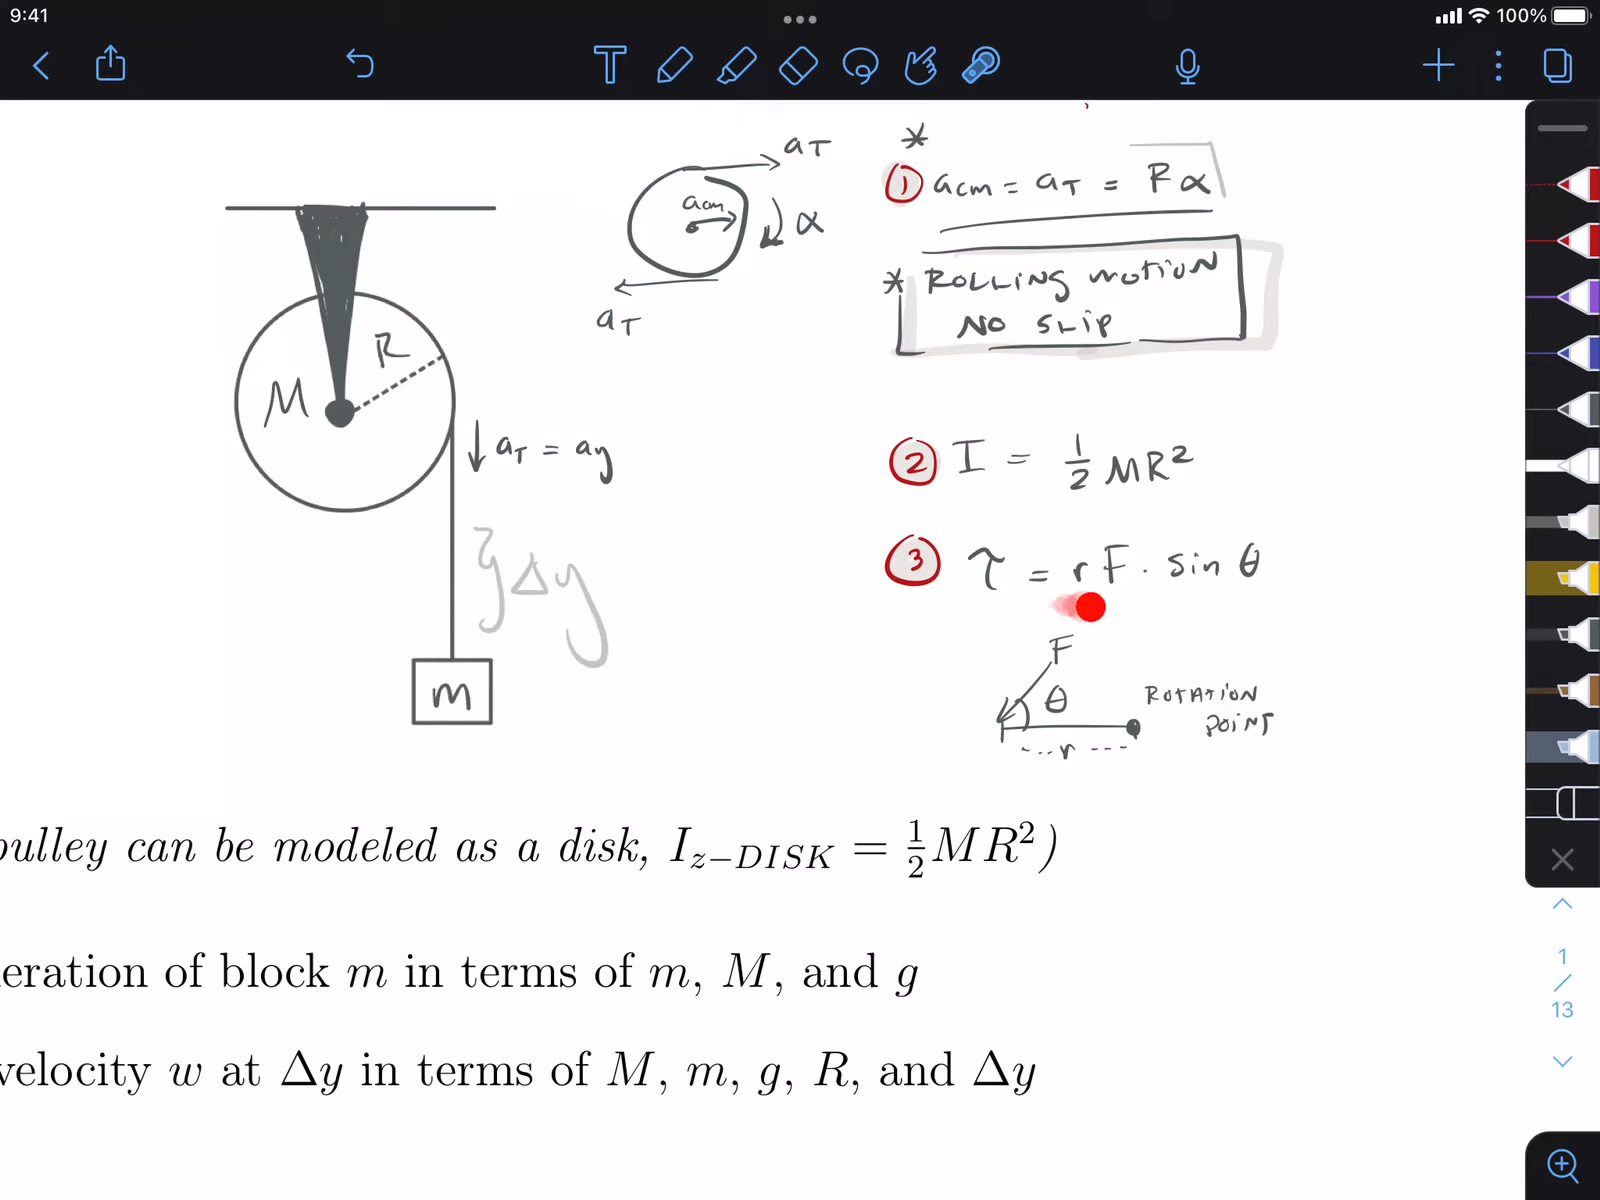 9:41
100%
*
① acm = aT = Rα
aT
acm
α
aT
* ROLLING MOTION
NO SLIP
R
M
↓ aT = ay
② I = 1/2 MR²
③ τ = r F · sin θ
Δy
F
θ
ROTATION
POINT
r
m
pulley can be modeled as a disk, I_{z−DISK} = 1/2 MR²)
eration of block m in terms of m, M, and g
velocity w at Δy in terms of M, m, g, R, and Δy
1
/
13